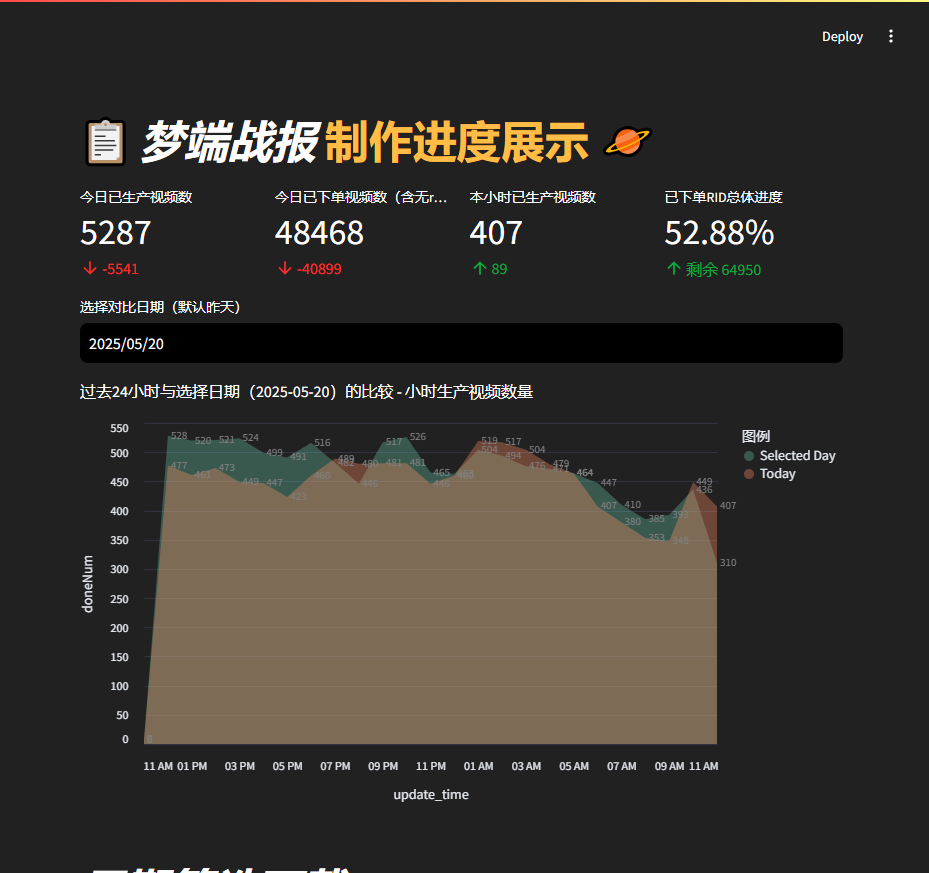 Deploy
梦端战报 制作进度展示
今日已生产视频数
5287
-5541
今日已下单视频数（含无r…
48468
-40899
本小时已生产视频数
407
89
已下单RID总体进度
52.88%
剩余 64950
选择对比日期（默认昨天）
2025/05/20
过去24小时与选择日期（2025-05-20）的比较 - 小时生产视频数量
图例
Selected Day
Today
doneNum
550
500
450
400
350
300
250
200
150
100
50
0
528 520 521 524 499 491 516 517 526 465
477 461 473 449 447 423 460 489 482 480 446 481 481 446 460
519 517 504 479
504 494 476 471 464 447 410 385 393 436 310
407 380 353 348 449 407
6
11 AM 01 PM 03 PM 05 PM 07 PM 09 PM 11 PM 01 AM 03 AM 05 AM 07 AM 09 AM 11 AM
update_time